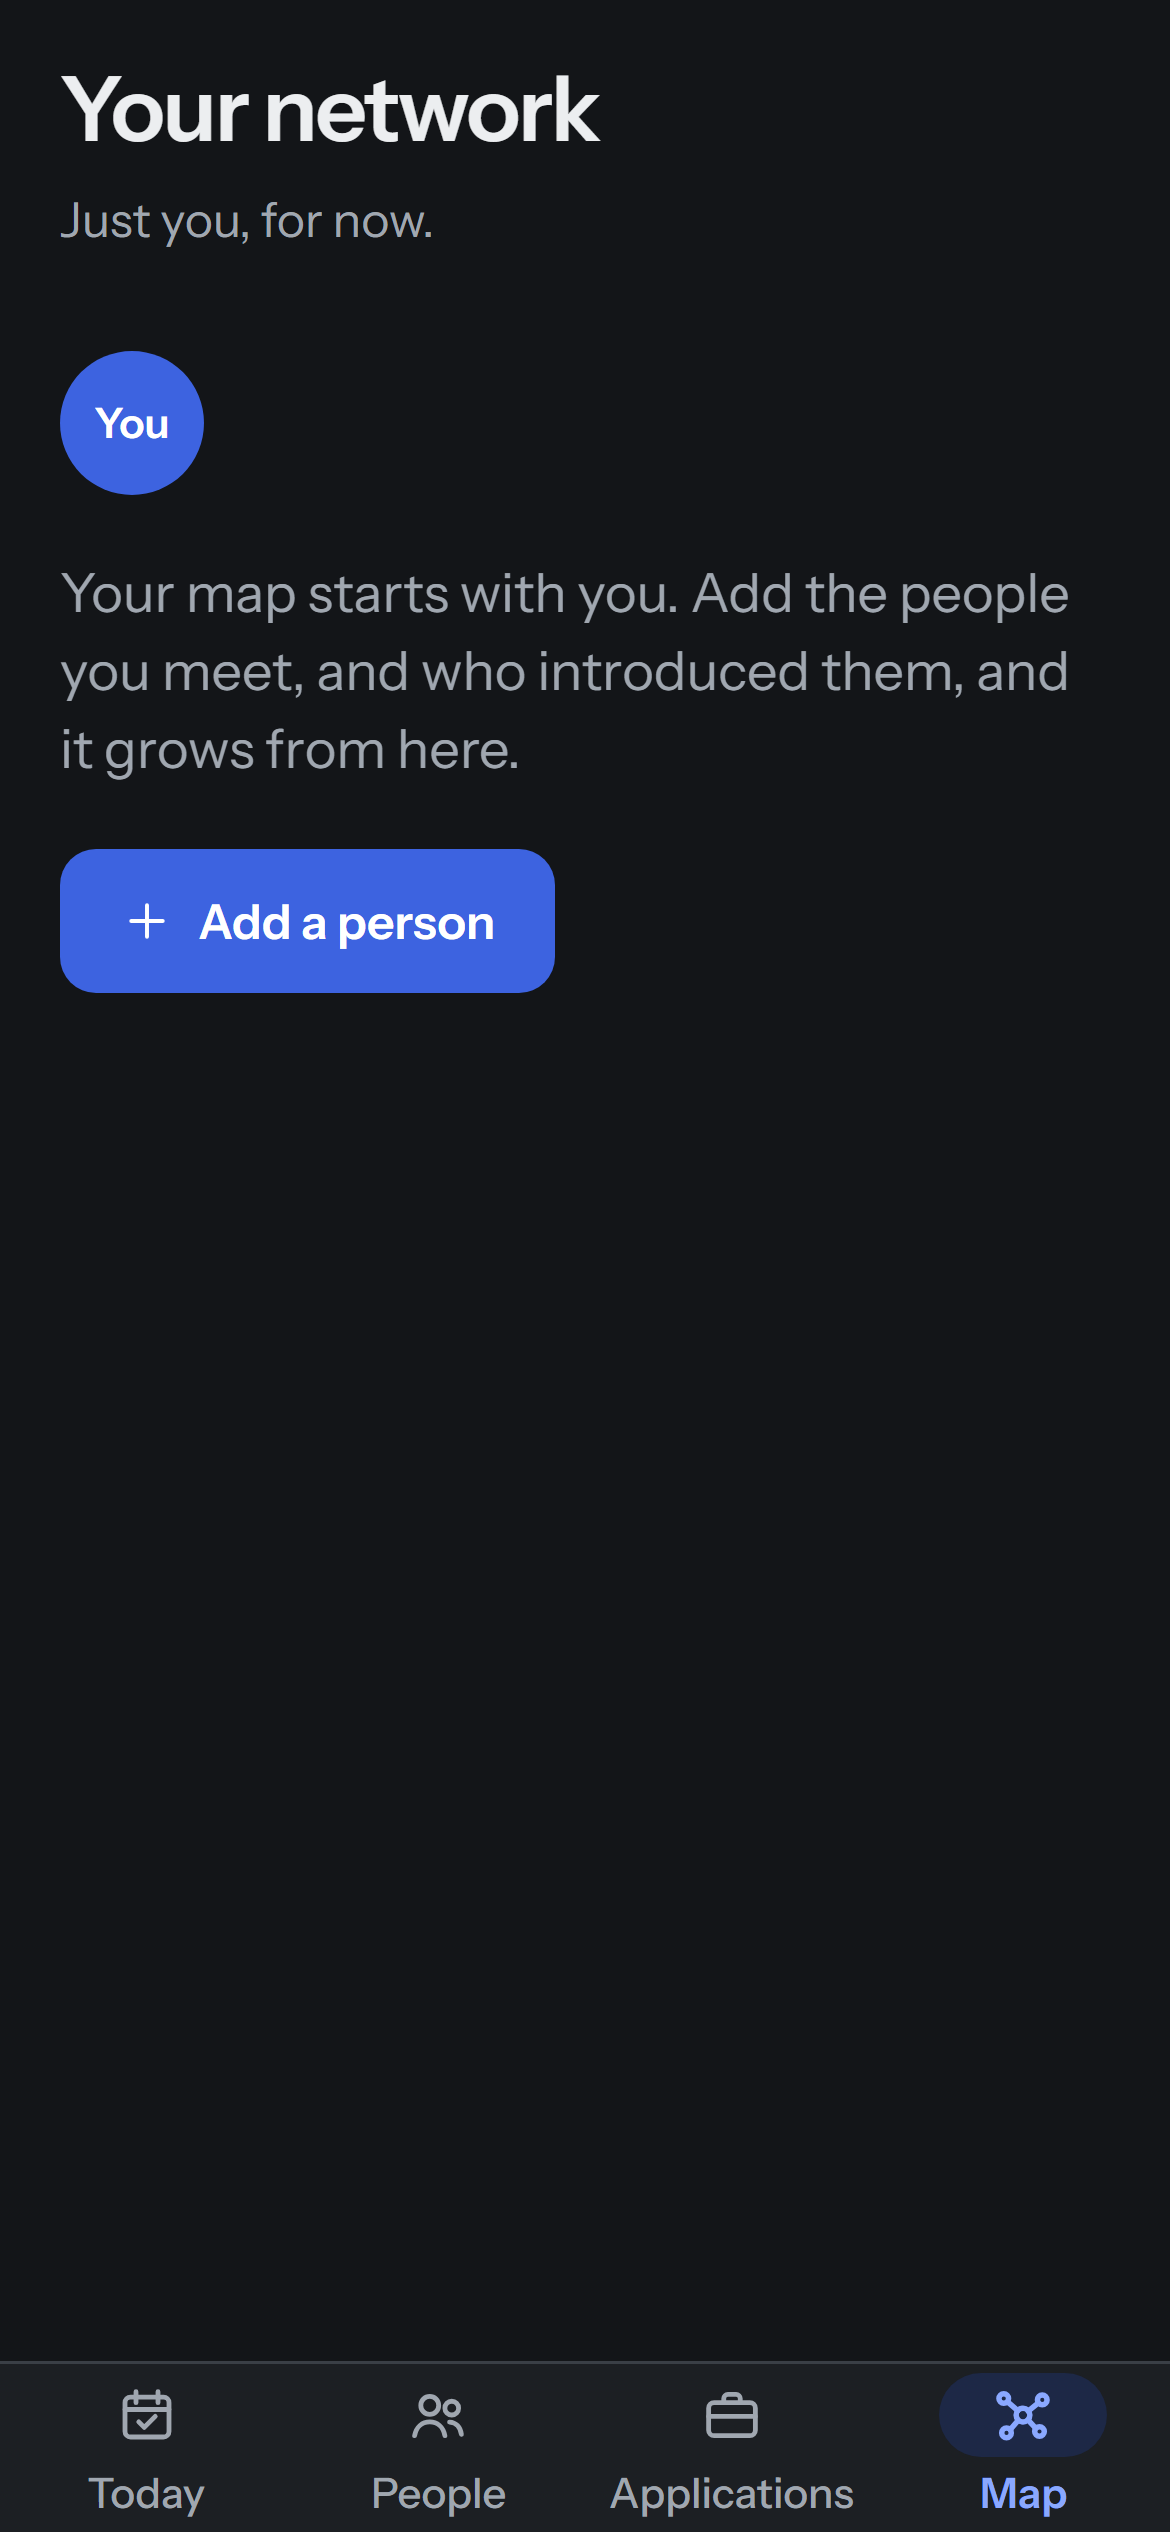 Your network
Just you, for now.
You
Your map starts with you. Add the people
you meet, and who introduced them, and
it grows from here.
Add a person
Today
People
Applications
Map